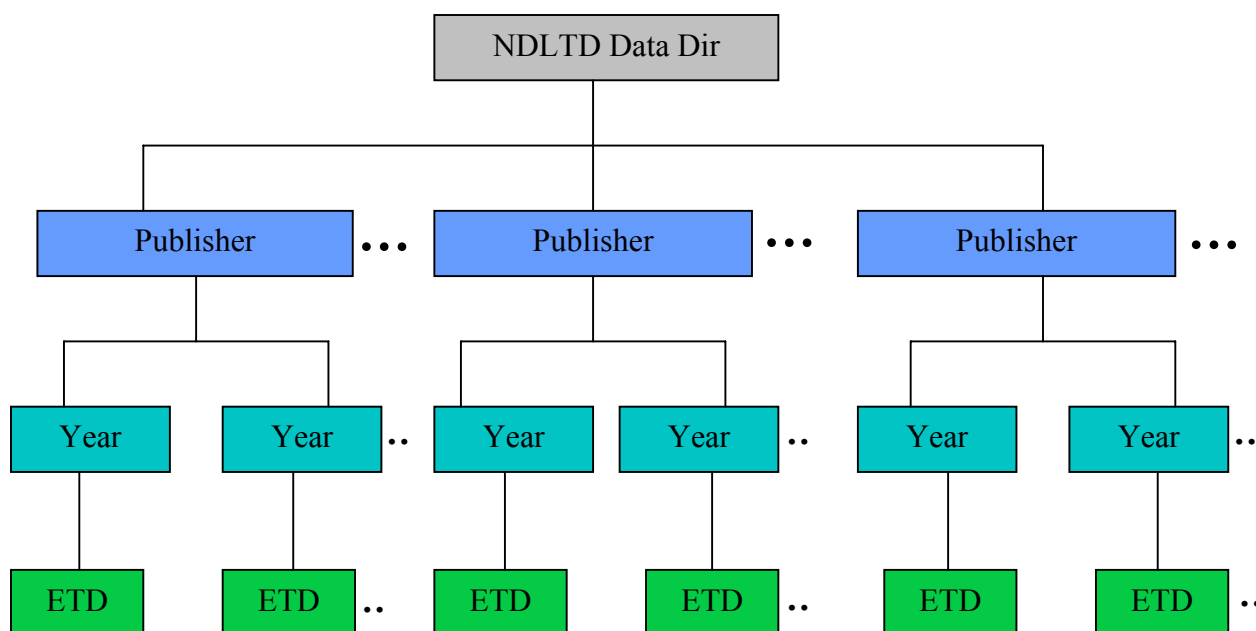 NDLTD Data Dir
Publisher ... Publisher ... Publisher ...
Year Year .. Year Year .. Year Year ..
ETD ETD .. ETD ETD .. ETD ETD ..